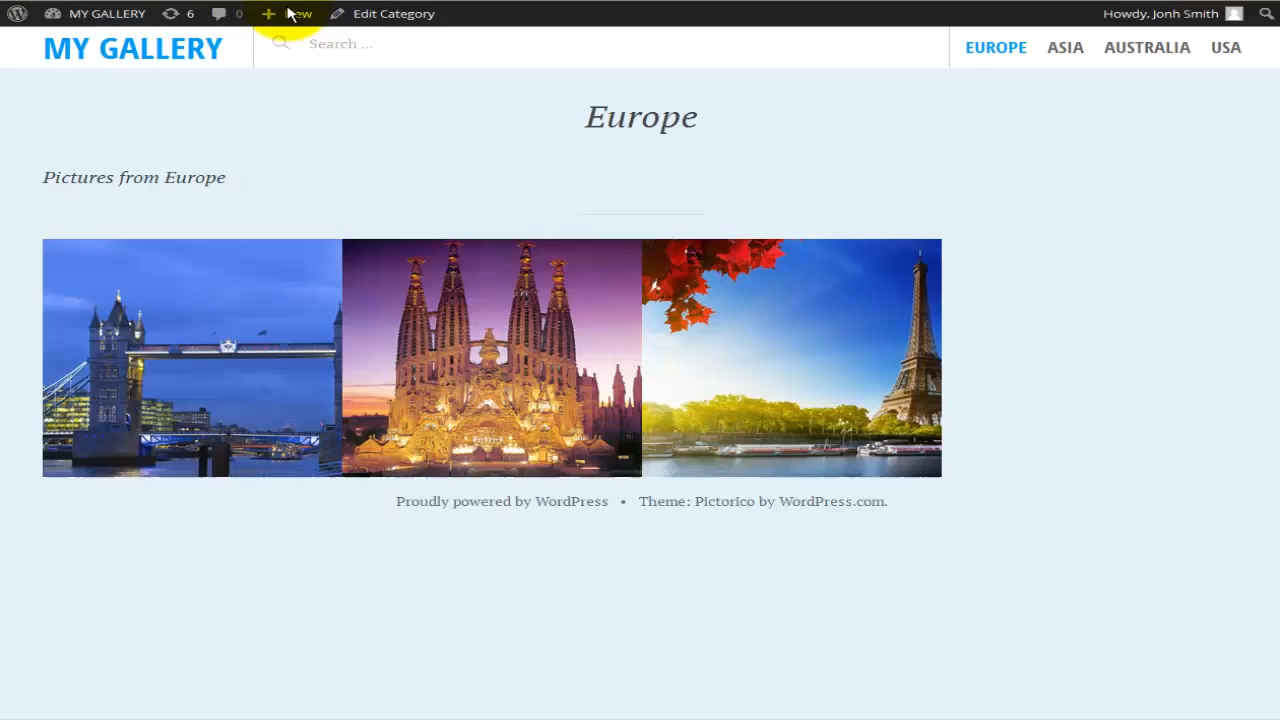 MY GALLERY 6 0 New Edit Category Howdy, Jonh Smith
MY GALLERY Search ... EUROPE ASIA AUSTRALIA USA
Europe
Pictures from Europe
Proudly powered by WordPress • Theme: Pictorico by WordPress.com.